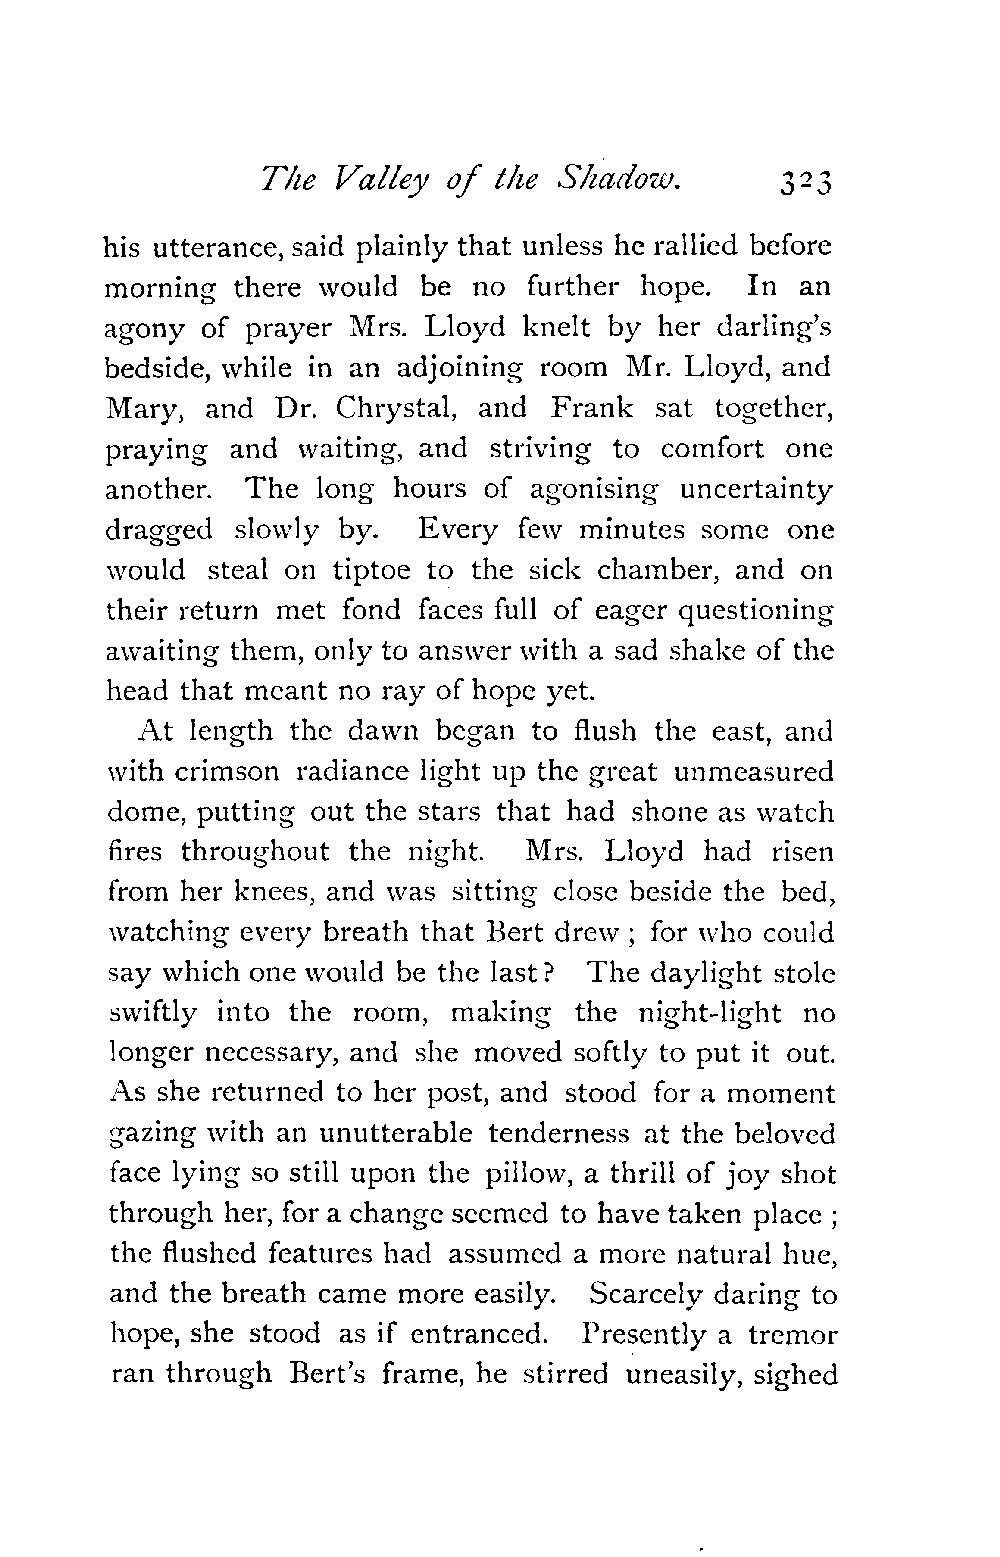 The Valley of the Shadow. 323
his utterance, said plainly that unless he rallied before
morning there would be no further hope. In an
agony of prayer Mrs. Lloyd knelt by her darling's
bedside, while in an adjoining room Mr. Lloyd, and
Mary, and Dr. Chrystal, and Frank sat together,
praying and waiting, and striving to comfort one
another. The long hours of agonising uncertainty
dragged slowly by. Every few minutes some one
would steal on tiptoe to the sick chamber, and on
their return met fond faces full of eager questioning
awaiting them, only to answer with a sad shake of the
head that meant no ray of hope yet.
At length the dawn began to flush the east, and
with crimson radiance light up the great unmeasured
dome, putting out the stars that had shone as watch
fires throughout the night. Mrs. Lloyd had risen
from her knees, and was sitting close beside the bed,
watching every breath that Bert drew ; for who could
say which one would be the last ? The daylight stole
swiftly into the room, making the night-light no
longer necessary, and she moved softly to put it out.
As she returned to her post, and stood for a moment
gazing with an unutterable tenderness at the beloved
face lying so still upon the pillow, a thrill of joy shot
through her, for a change seemed to have taken place ;
the flushed features had assumed a more natural hue,
and the breath came more easily. Scarcely daring to
hope, she stood as if entranced. Presently a tremor
ran through Bert's frame, he stirred uneasily, sighed